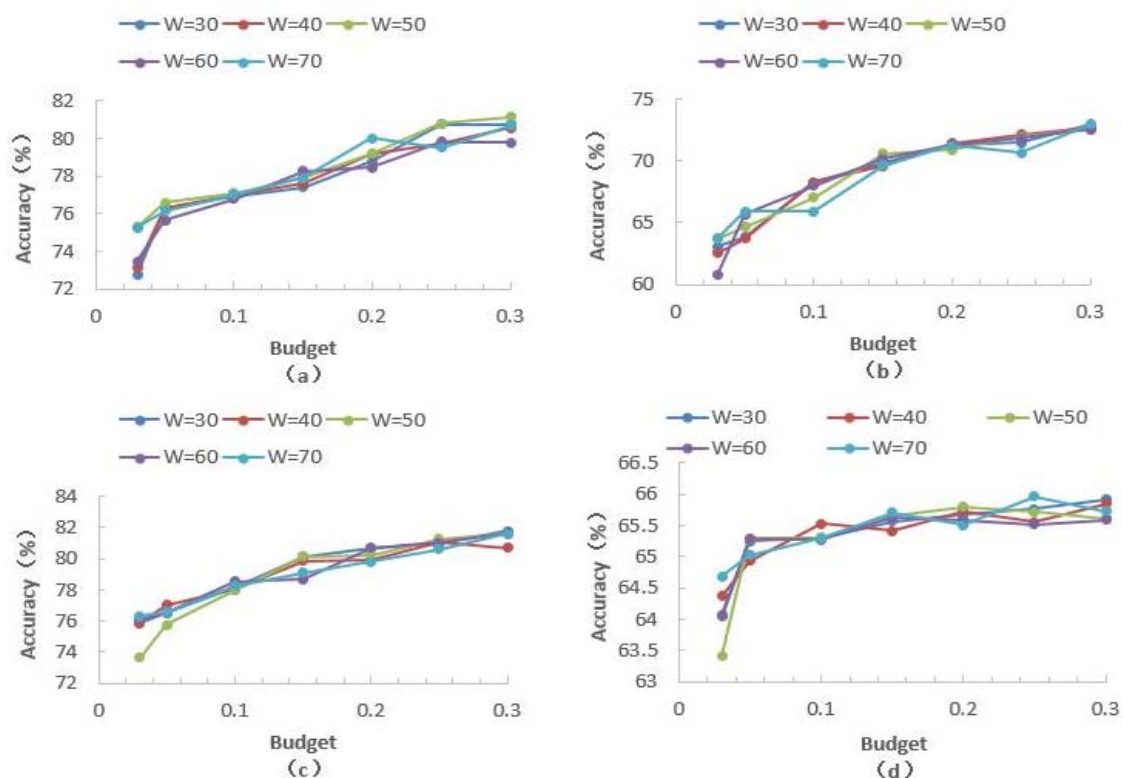 W=30 W=40 W=50
W=60 W=70
82
80
78
76
74
72
Accuracy (%)
0 0.1 0.2 0.3
Budget
(a)
W=30 W=40 W=50
W=60 W=70
75
70
65
60
Accuracy (%)
0 0.1 0.2 0.3
Budget
(b)
W=30 W=40 W=50
W=60 W=70
84
82
80
78
76
74
72
Accuracy (%)
0 0.1 0.2 0.3
Budget
(c)
W=30 W=40 W=50
W=60 W=70
66.5
66
65.5
65
64.5
64
63.5
63
Accuracy (%)
0 0.1 0.2 0.3
Budget
(d)